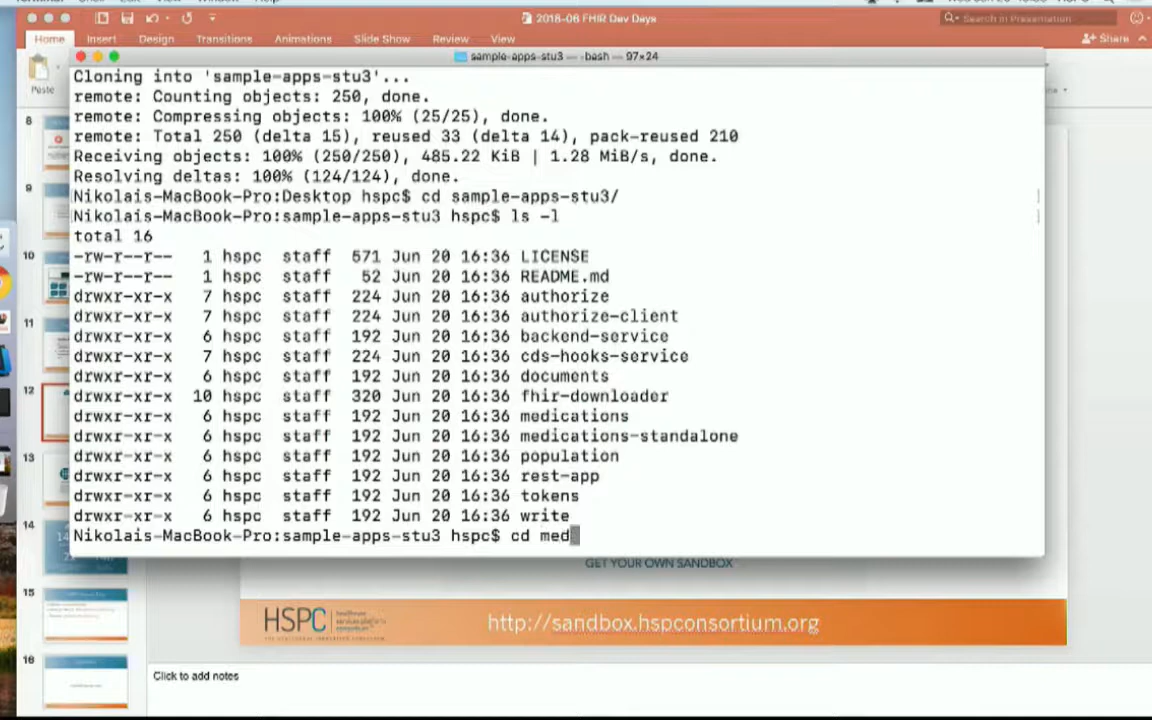 2018-06 FHIR Dev Days
Search in Presentation
Home Insert Design Transitions Animations Slide Show Review View
Share
Paste
sample-apps-stu3 — -bash — 97×24
Cloning into 'sample-apps-stu3'...
remote: Counting objects: 250, done.
remote: Compressing objects: 100% (25/25), done.
remote: Total 250 (delta 15), reused 33 (delta 14), pack-reused 210
Receiving objects: 100% (250/250), 485.22 KiB | 1.28 MiB/s, done.
Resolving deltas: 100% (124/124), done.
Nikolais-MacBook-Pro:Desktop hspc$ cd sample-apps-stu3/
Nikolais-MacBook-Pro:sample-apps-stu3 hspc$ ls -l
total 16
-rw-r--r-- 1 hspc staff 571 Jun 20 16:36 LICENSE
-rw-r--r-- 1 hspc staff 52 Jun 20 16:36 README.md
drwxr-xr-x 7 hspc staff 224 Jun 20 16:36 authorize
drwxr-xr-x 7 hspc staff 224 Jun 20 16:36 authorize-client
drwxr-xr-x 6 hspc staff 192 Jun 20 16:36 backend-service
drwxr-xr-x 7 hspc staff 224 Jun 20 16:36 cds-hooks-service
drwxr-xr-x 6 hspc staff 192 Jun 20 16:36 documents
drwxr-xr-x 10 hspc staff 320 Jun 20 16:36 fhir-downloader
drwxr-xr-x 6 hspc staff 192 Jun 20 16:36 medications
drwxr-xr-x 6 hspc staff 192 Jun 20 16:36 medications-standalone
drwxr-xr-x 6 hspc staff 192 Jun 20 16:36 population
drwxr-xr-x 6 hspc staff 192 Jun 20 16:36 rest-app
drwxr-xr-x 6 hspc staff 192 Jun 20 16:36 tokens
drwxr-xr-x 6 hspc staff 192 Jun 20 16:36 write
Nikolais-MacBook-Pro:sample-apps-stu3 hspc$ cd med
8
9
10
11
12
13
14
15
16
GET YOUR OWN SANDBOX
HSPC
http://sandbox.hspconsortium.org
Click to add notes